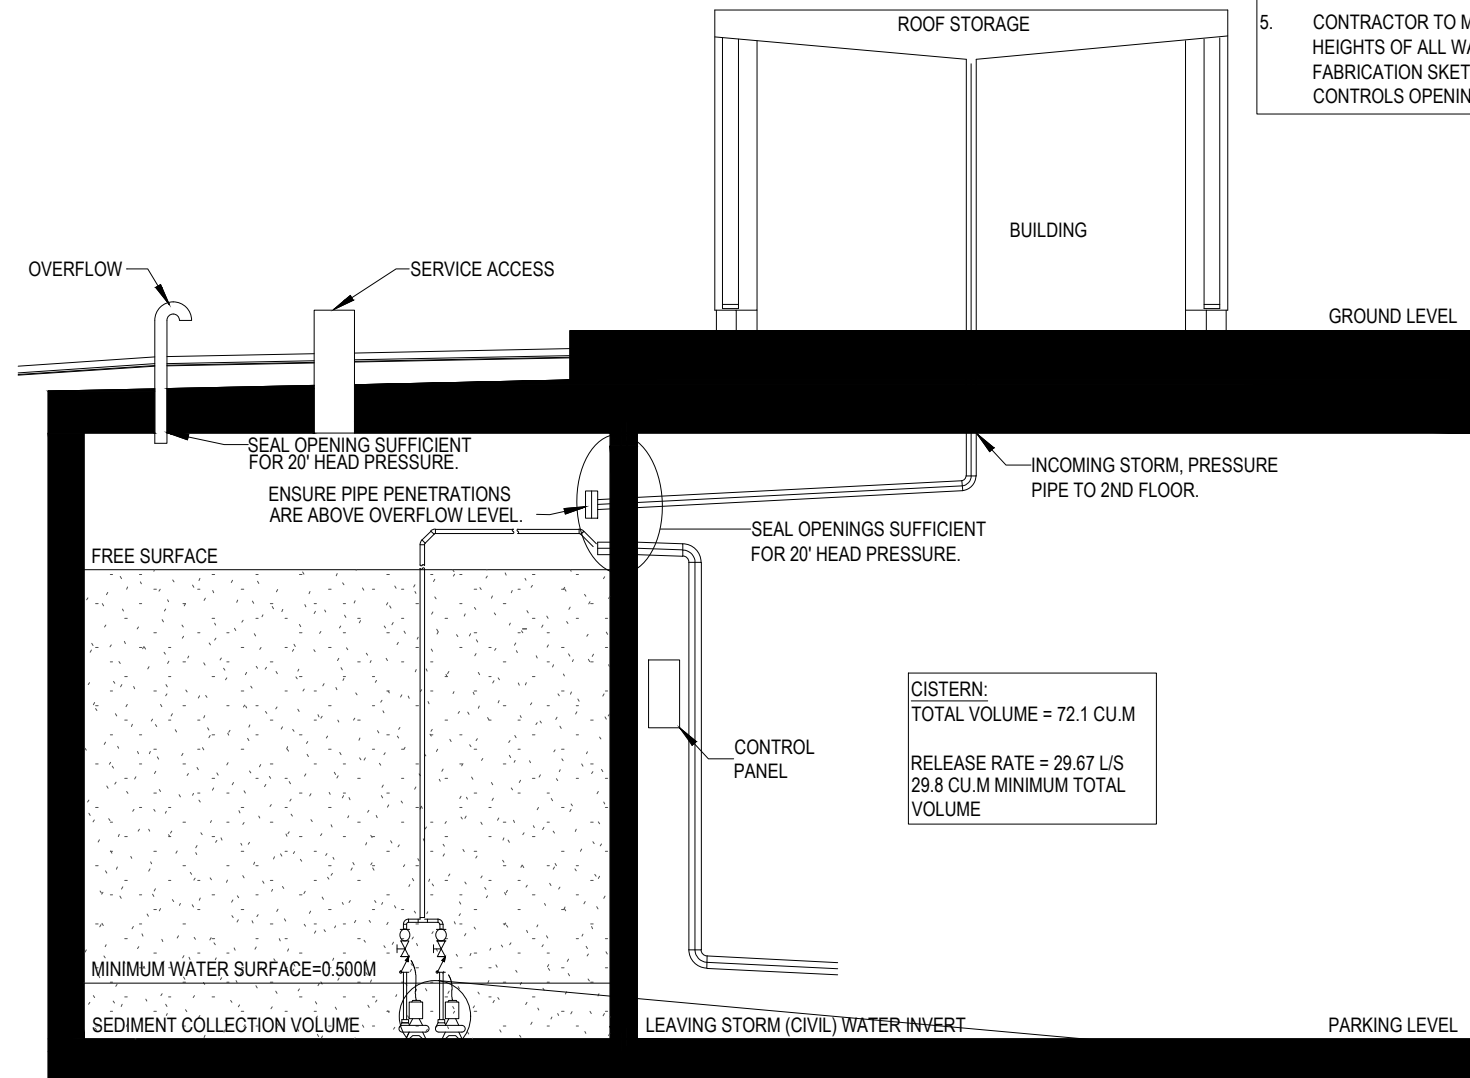 ROOF STORAGE
5. CONTRACTOR TO
HEIGHTS OF ALL
FABRICATION
CONTROLS
BUILDING
OVERFLOW
SERVICE ACCESS
GROUND LEVEL
SEAL OPENING SUFFICIENT
FOR 20' HEAD PRESSURE.
INCOMING STORM, PRESSURE
PIPE TO 2ND FLOOR.
ENSURE PIPE PENETRATIONS
ARE ABOVE OVERFLOW LEVEL.
SEAL OPENINGS SUFFICIENT
FOR 20' HEAD PRESSURE.
FREE SURFACE
CISTERN:
TOTAL VOLUME = 72.1 CU.M
RELEASE RATE = 29.67 L/S
29.8 CU.M MINIMUM TOTAL
VOLUME
CONTROL
PANEL
MINIMUM WATER SURFACE=0.500M
SEDIMENT COLLECTION VOLUME
LEAVING STORM (CIVIL) WATER INVERT
PARKING LEVEL